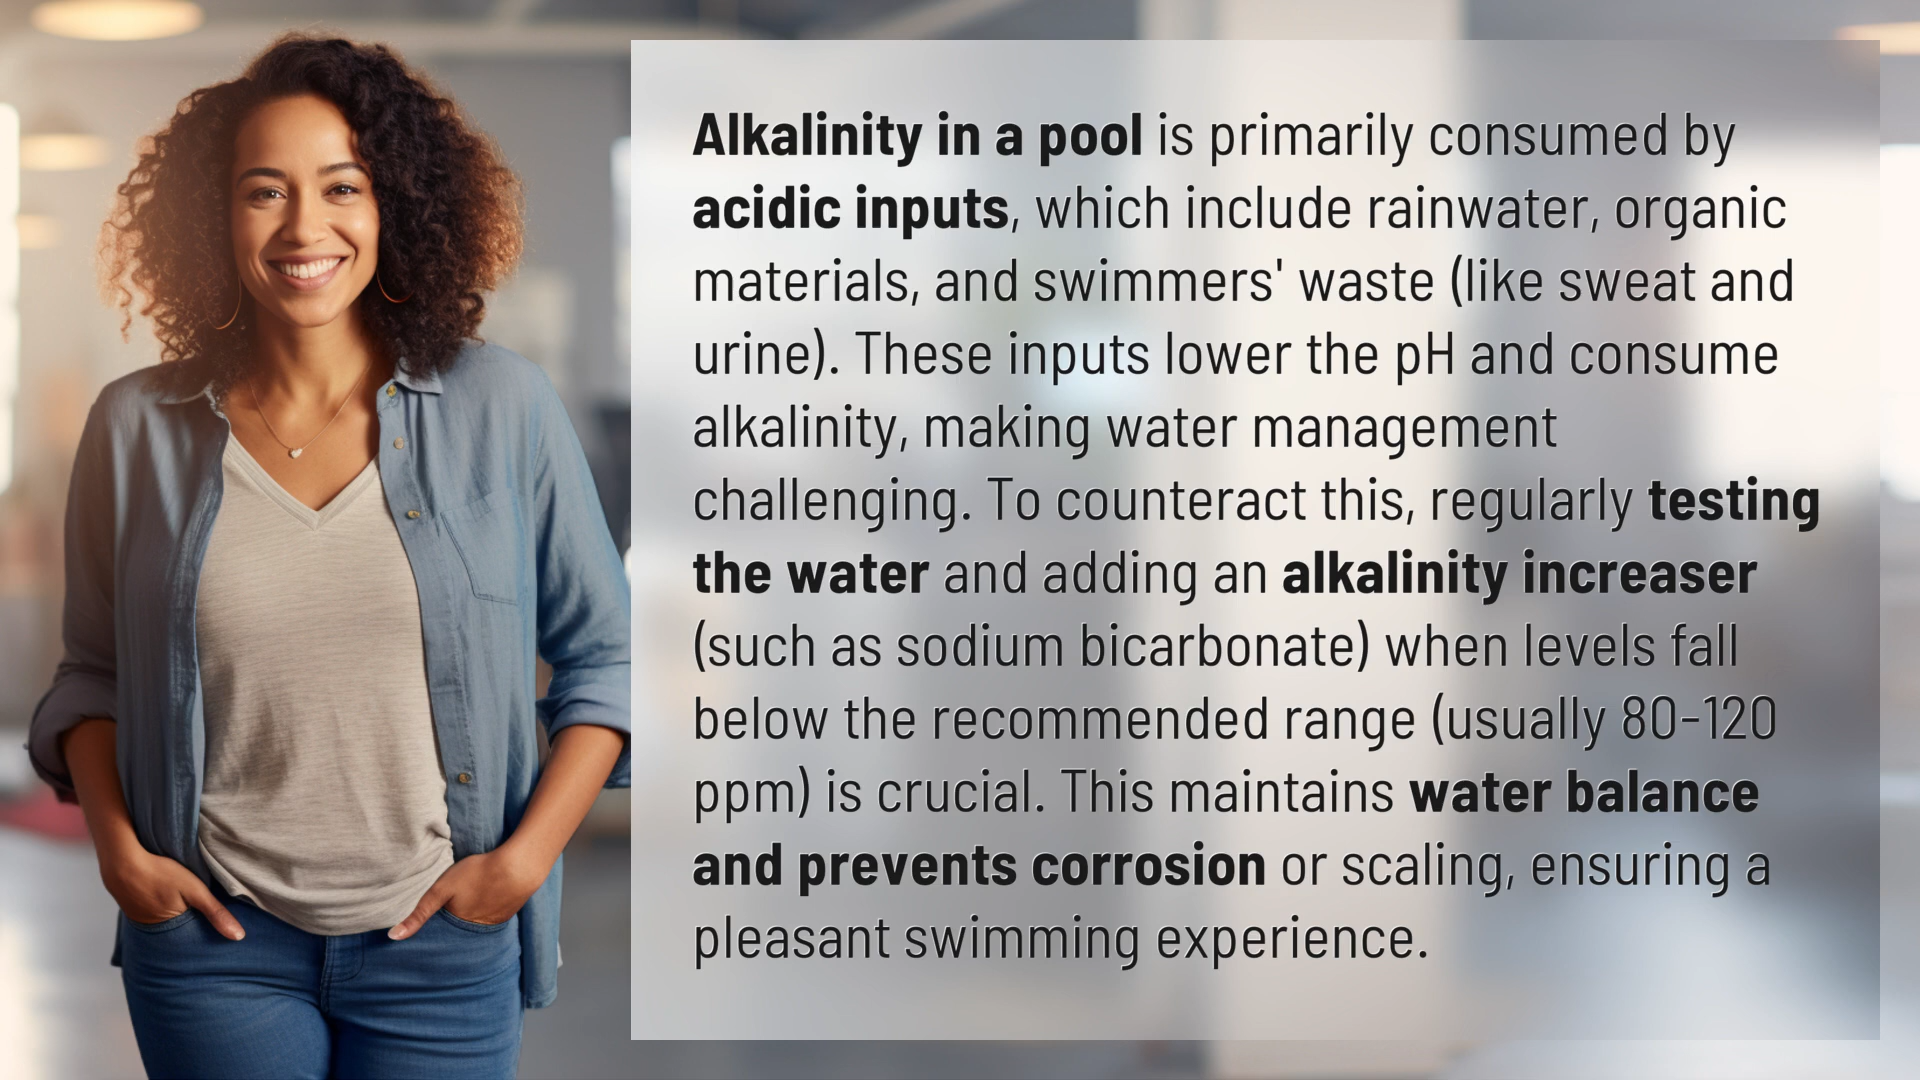 Alkalinity in a pool is primarily consumed by
acidic inputs, which include rainwater, organic
materials, and swimmers' waste (like sweat and
urine). These inputs lower the pH and consume
alkalinity, making water management
challenging. To counteract this, regularly testing
the water and adding an alkalinity increaser
(such as sodium bicarbonate) when levels fall
below the recommended range (usually 80-120
ppm) is crucial. This maintains water balance
and prevents corrosion or scaling, ensuring a
pleasant swimming experience.